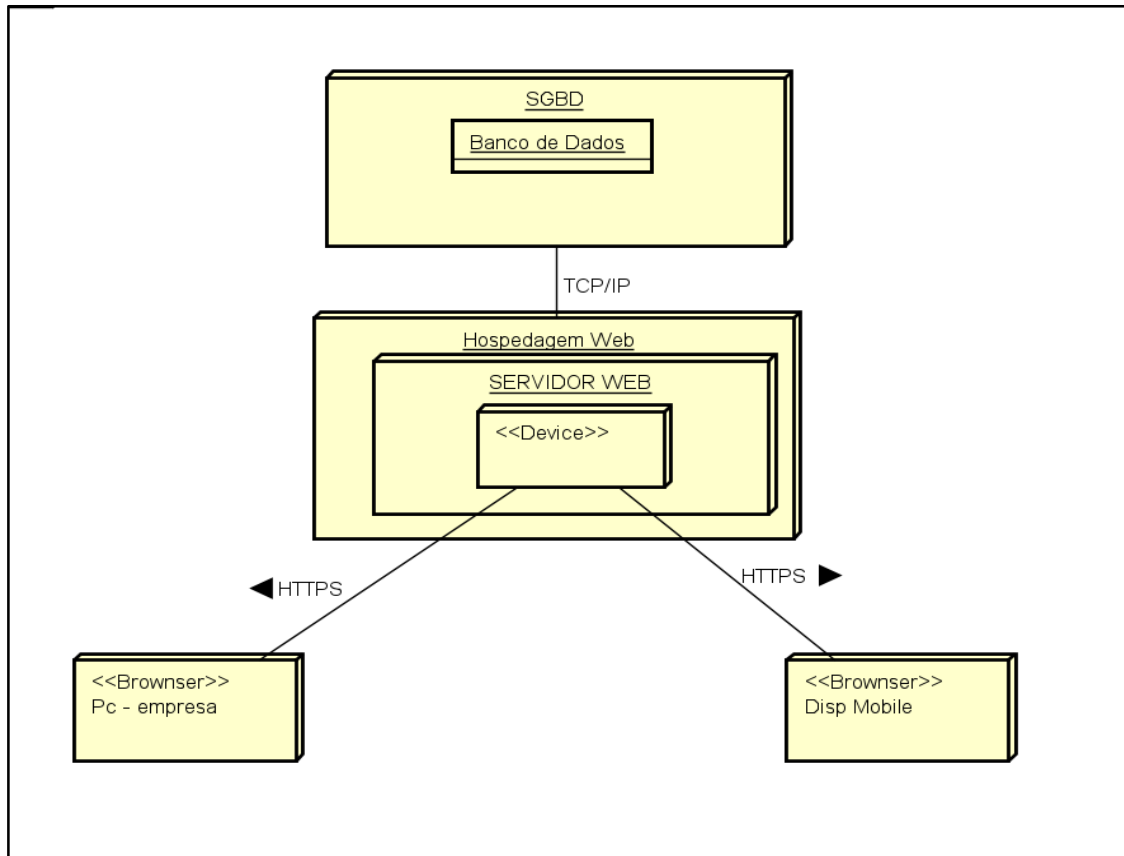 SGBD
Banco de Dados
TCP/IP
Hospedagem Web
SERVIDOR WEB
<<Device>>
HTTPS
HTTPS
<<Brownser>>
Pc - empresa
<<Brownser>>
Disp Mobile